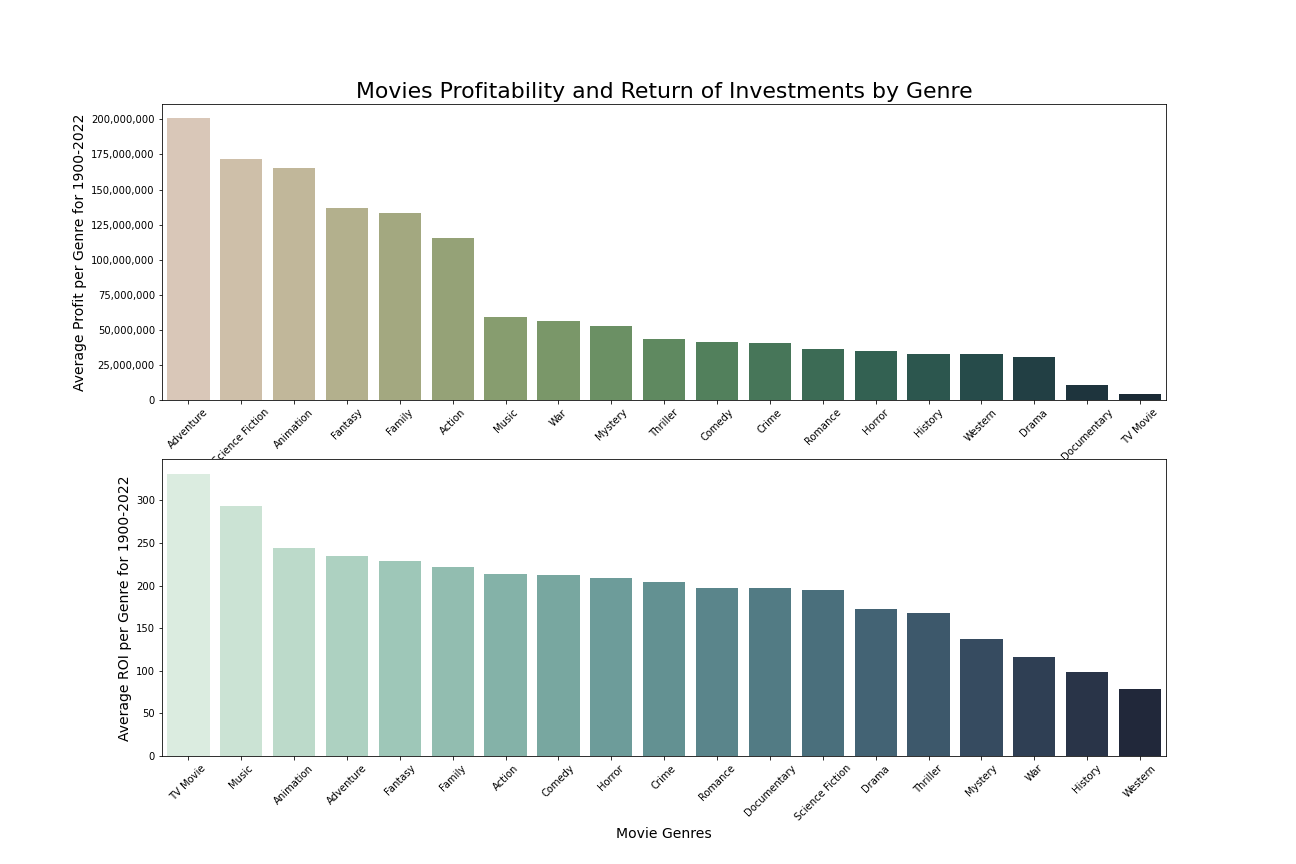 Movies Profitability and Return of Investments by Genre
Average Profit per Genre for 1900-2022
200,000,000
175,000,000
150,000,000
125,000,000
100,000,000
75,000,000
50,000,000
25,000,000
0
Adventure
Science Fiction
Animation
Fantasy
Family
Action
Music
War
Mystery
Thriller
Comedy
Crime
Romance
Horror
History
Western
Drama
Documentary
TV Movie
Average ROI per Genre for 1900-2022
300
250
200
150
100
50
0
TV Movie
Music
Animation
Adventure
Fantasy
Family
Action
Comedy
Horror
Crime
Romance
Documentary
Science Fiction
Drama
Thriller
Mystery
War
History
Western
Movie Genres